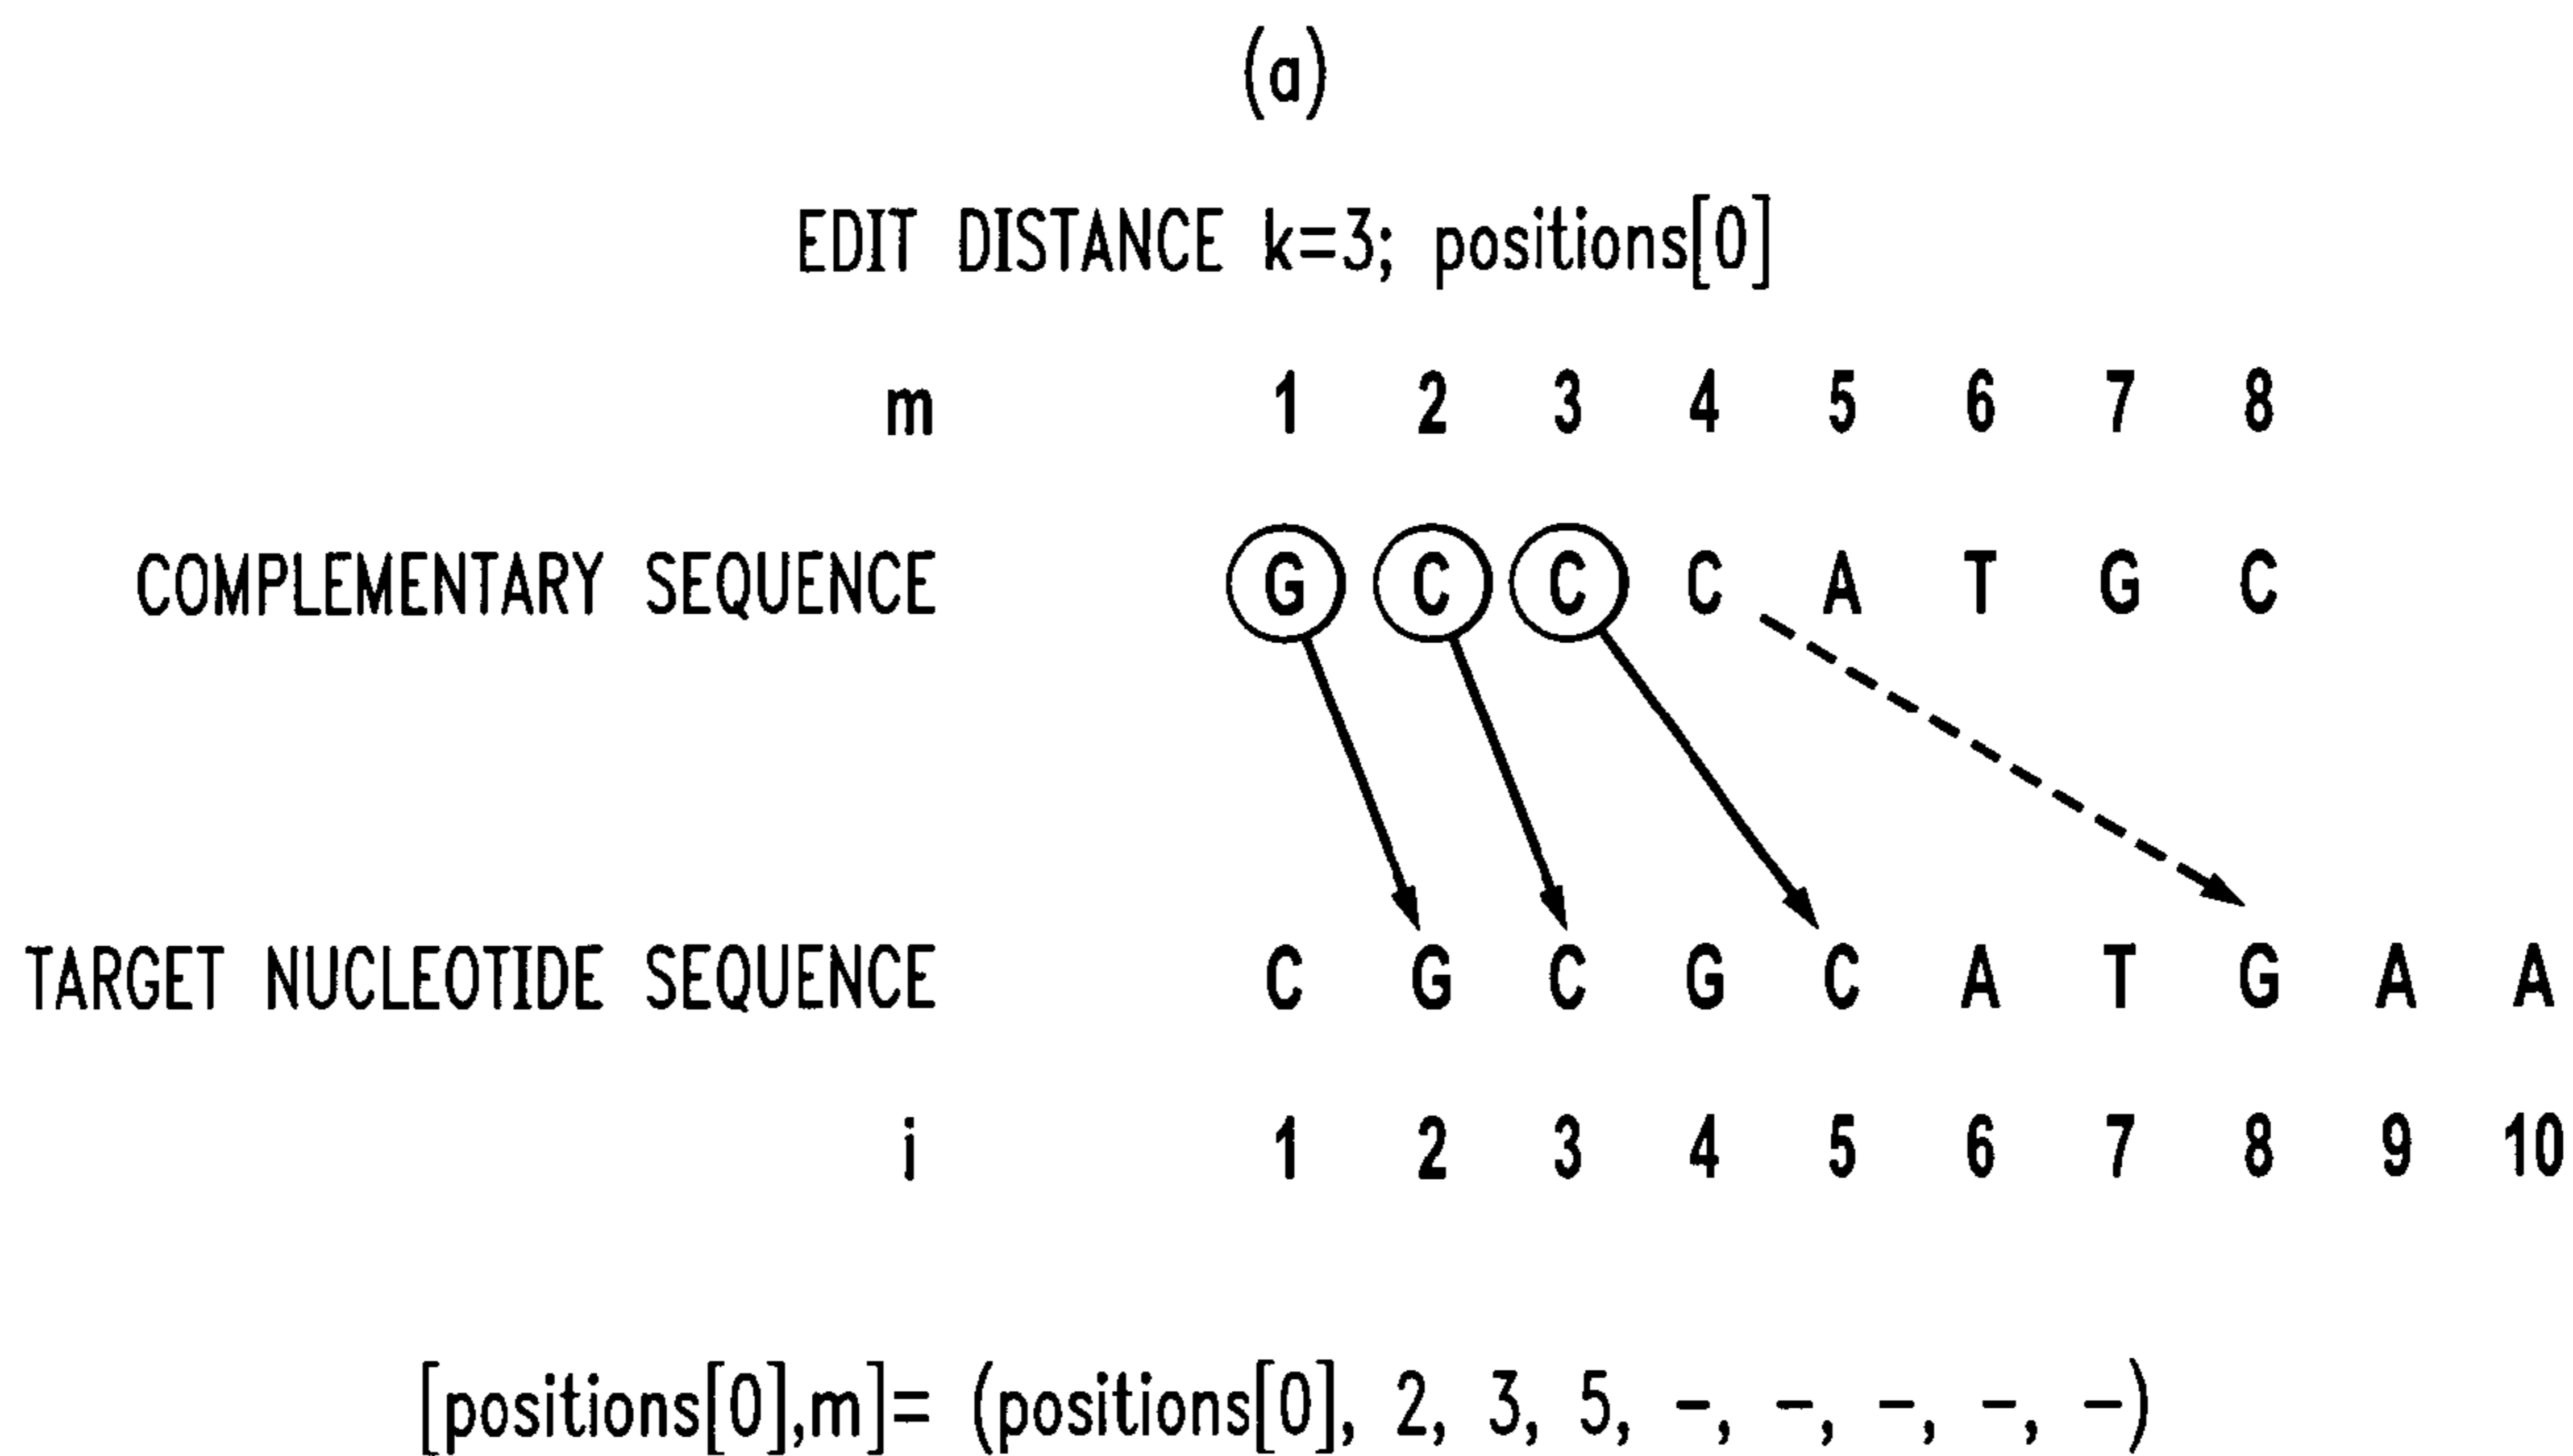 (a)
EDIT DISTANCE k=3; positions[0]
m 1 2 3 4 5 6 7 8
COMPLEMENTARY SEQUENCE G C C C A T G C
TARGET NUCLEOTIDE SEQUENCE C G C G C A T G A A
i 1 2 3 4 5 6 7 8 9 10
[positions[0],m]= (positions[0], 2, 3, 5, –, –, –, –, –)